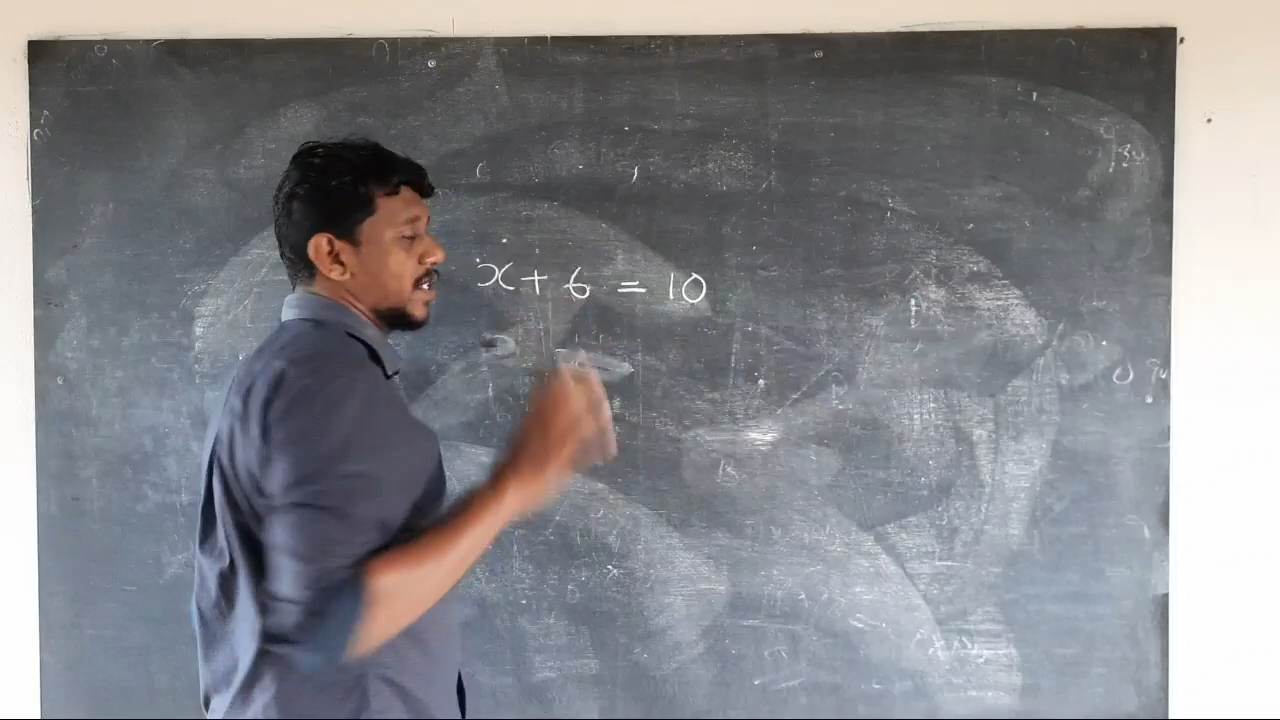 x + 6 = 10